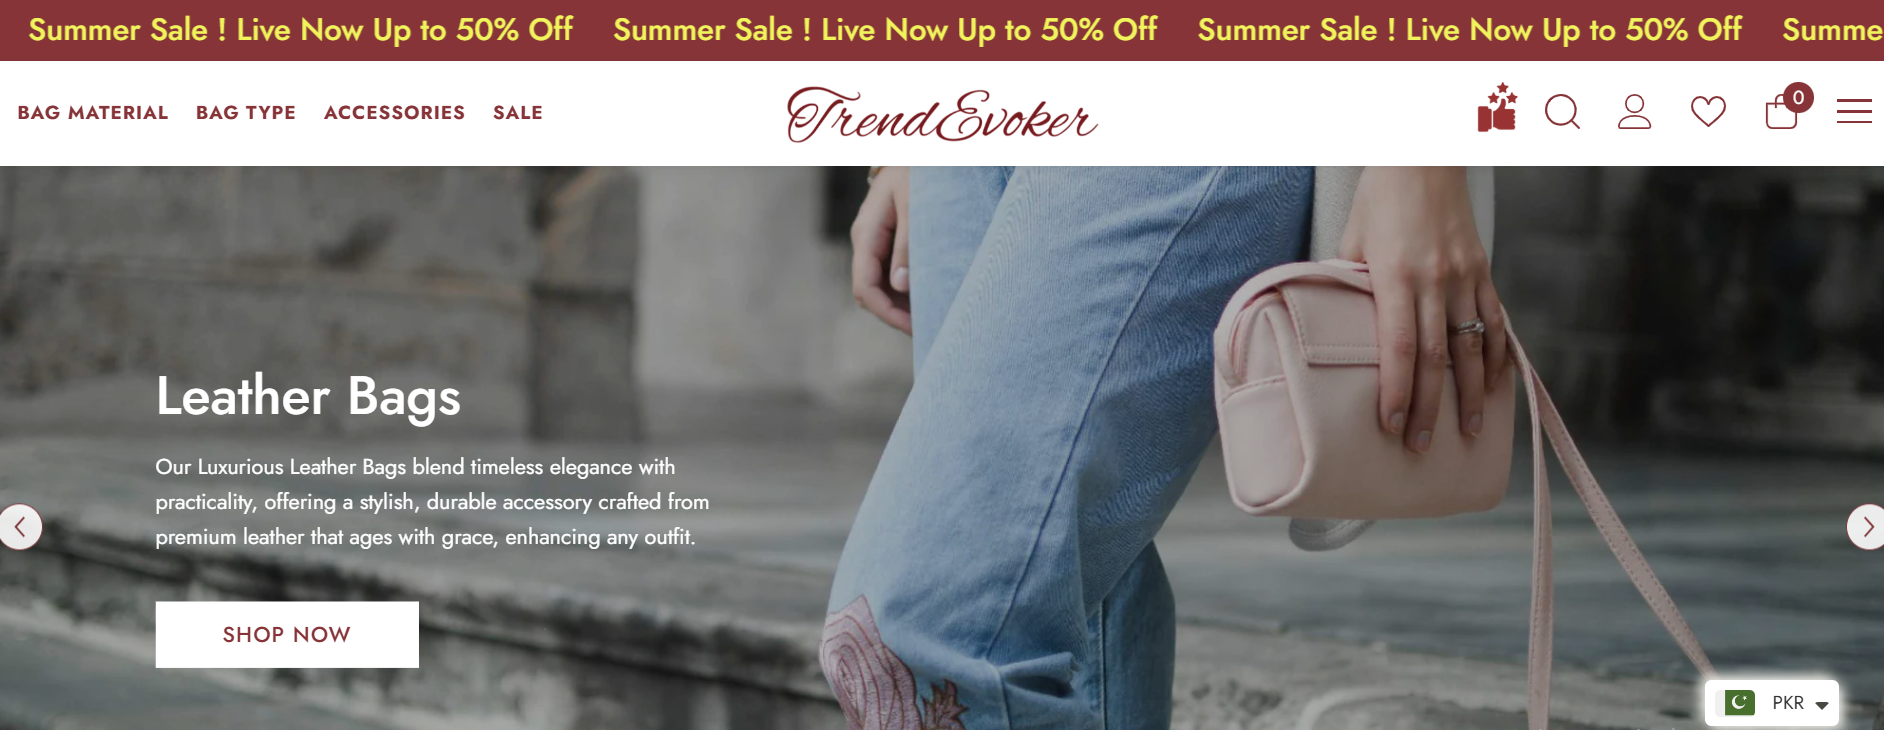 Summer Sale ! Live Now Up to 50% Off Summer Sale ! Live Now Up to 50% Off Summer Sale ! Live Now Up to 50% Off Summe
BAG MATERIAL BAG TYPE ACCESSORIES SALE
TrendEvoker
0
Leather Bags
Our Luxurious Leather Bags blend timeless elegance with
practicality, offering a stylish, durable accessory crafted from
premium leather that ages with grace, enhancing any outfit.
SHOP NOW
PKR